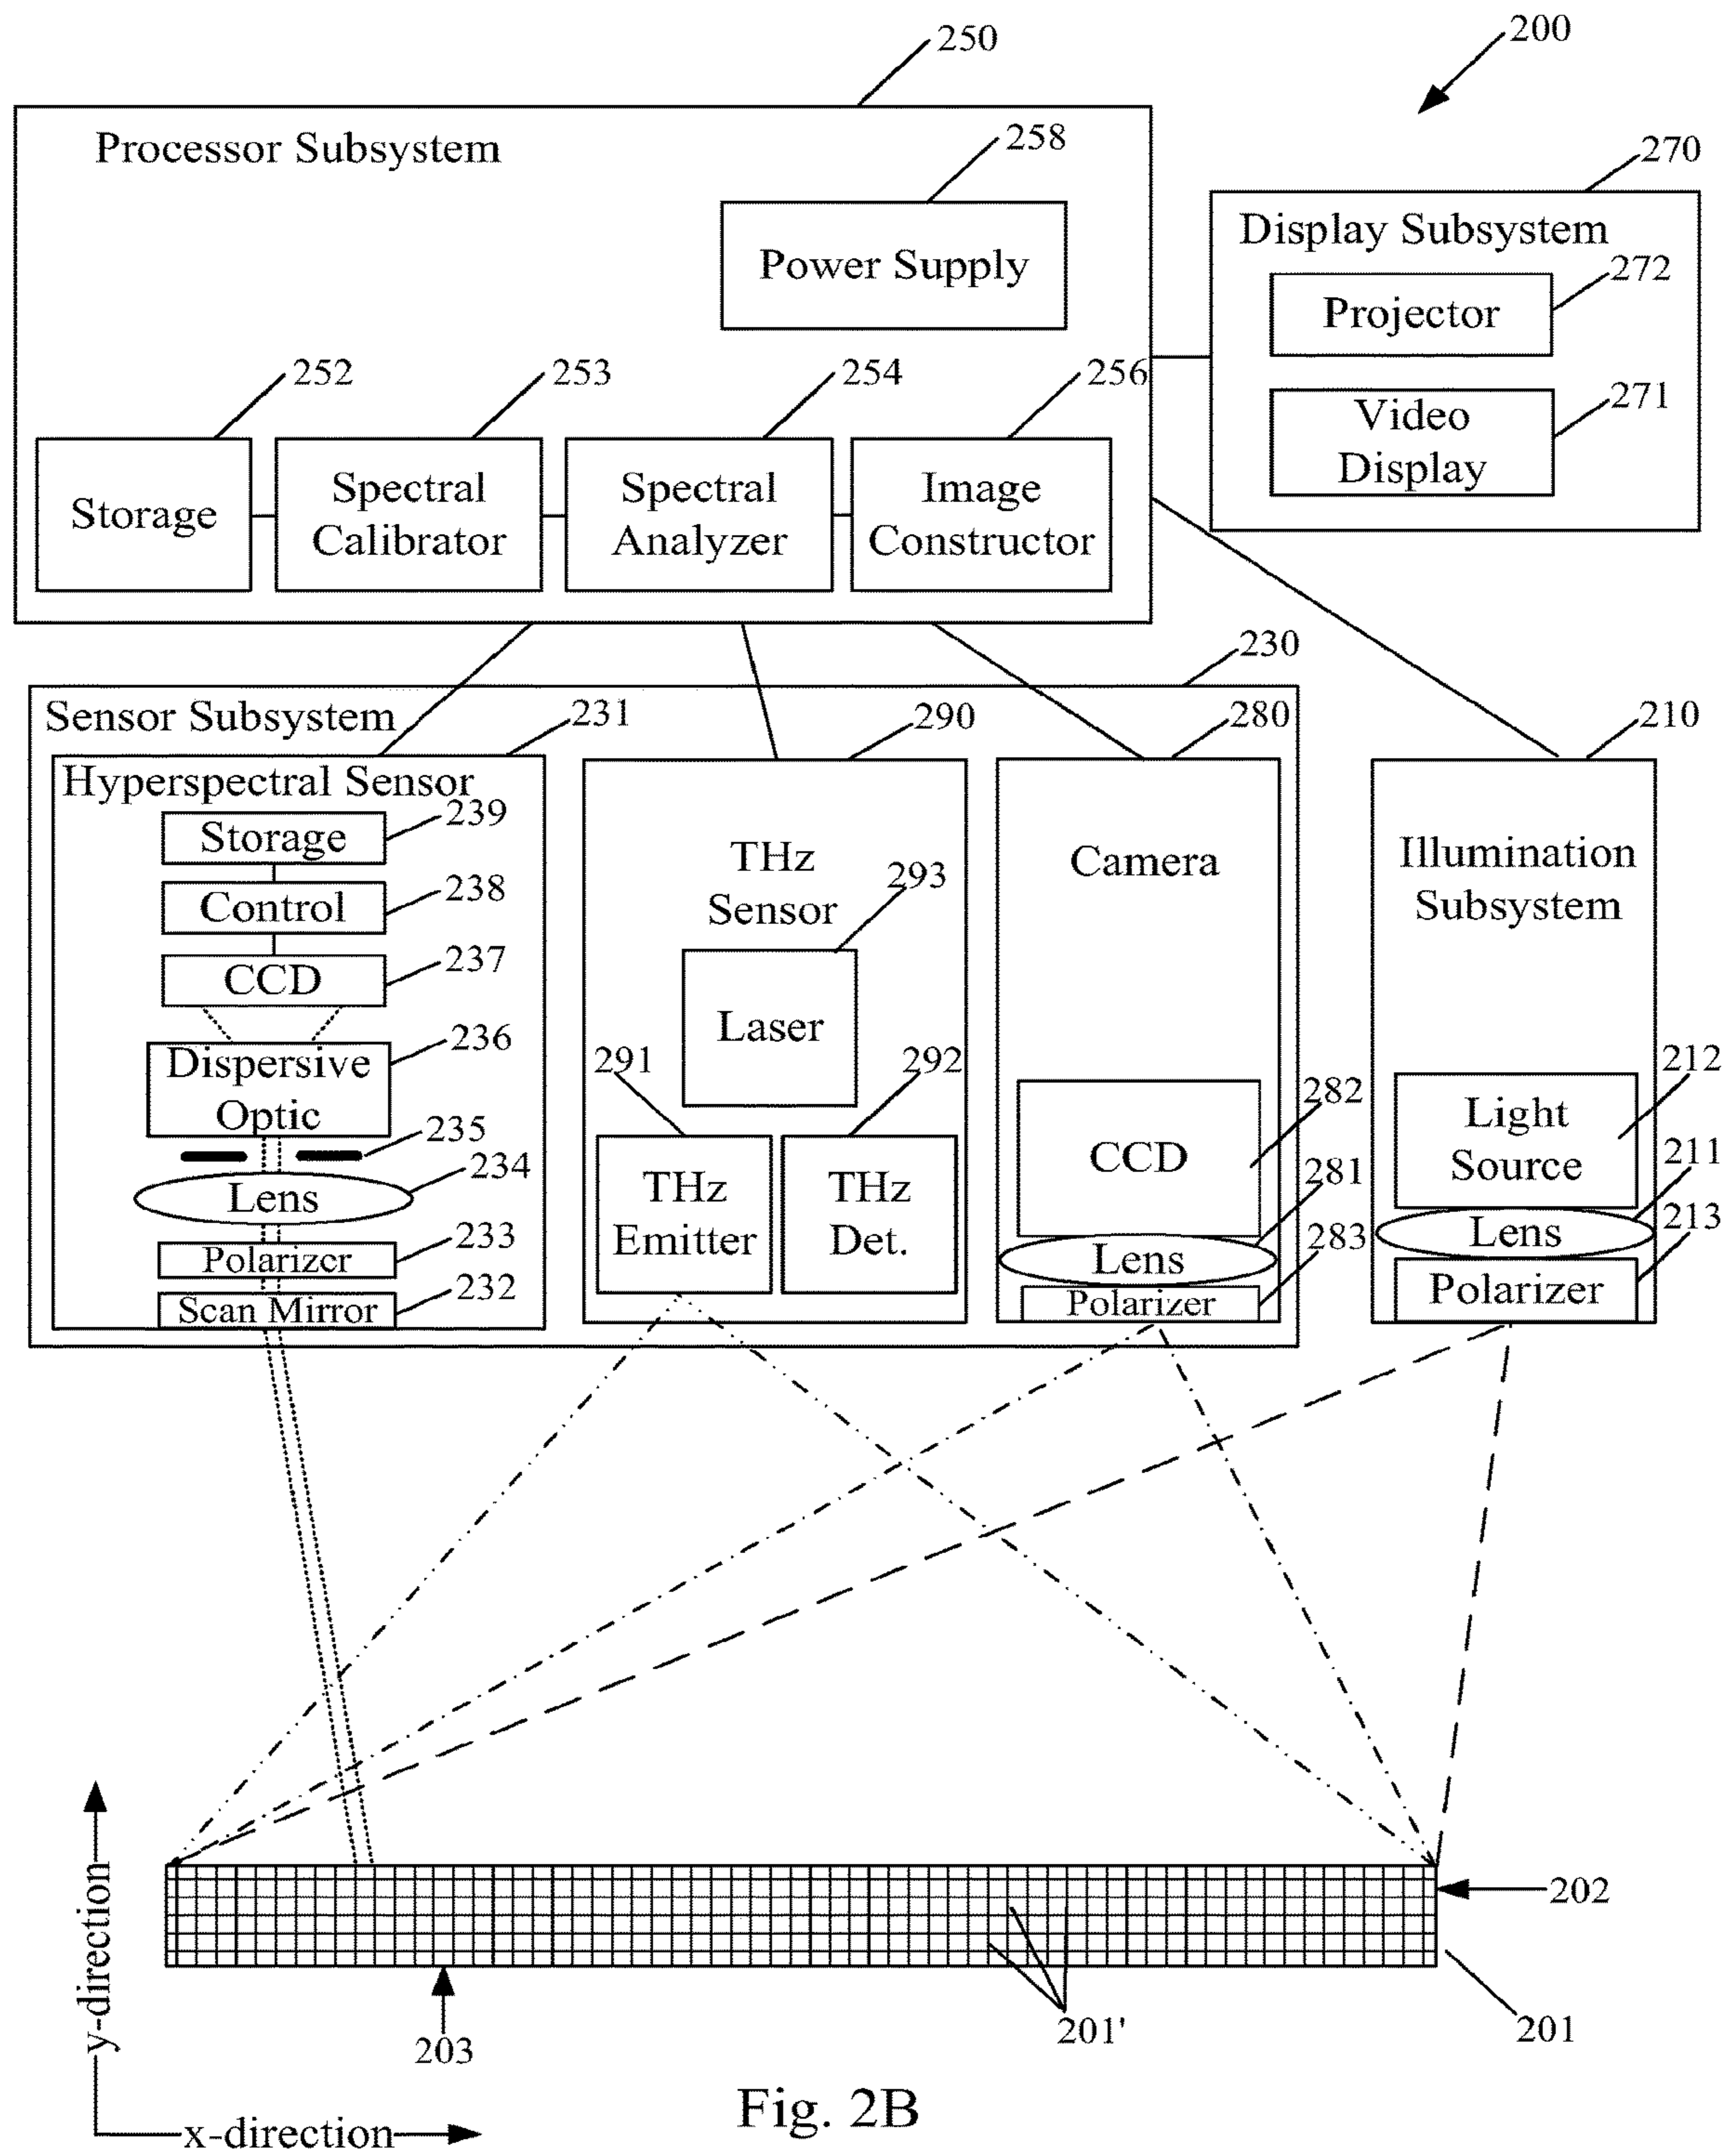 200
250
Processor Subsystem
258
Power Supply
270
Display Subsystem
272
Projector
271
Video
Display
252
253
254
256
Storage
Spectral
Calibrator
Spectral
Analyzer
Image
Constructor
230
Sensor Subsystem
231
290
280
210
Hyperspectral Sensor
239
Storage
238
Control
237
CCD
236
Dispersive
Optic
235
234
Lens
233
Polarizer
232
Scan Mirror
THz
Sensor
293
Laser
291
292
THz
Emitter
THz
Det.
Camera
282
CCD
281
Lens
283
Polarizer
Illumination
Subsystem
212
Light
Source
211
Lens
213
Polarizer
202
201
201'
203
y-direction
x-direction
Fig. 2B